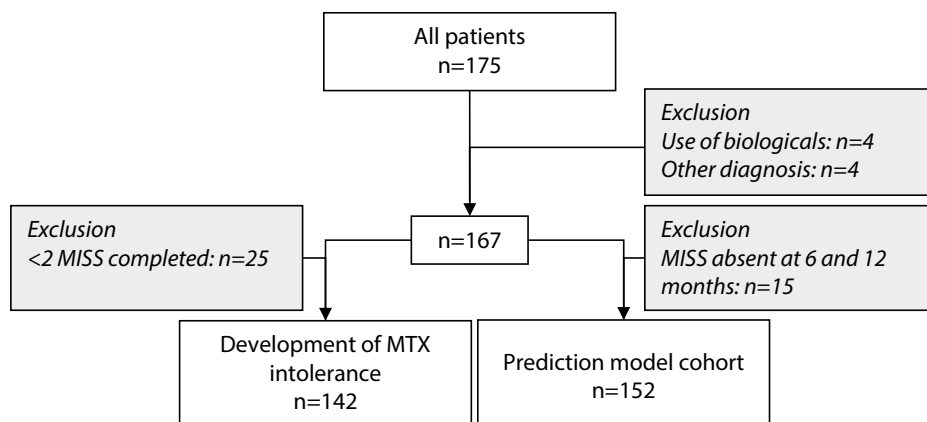 All patients
n=175
Exclusion
Use of biologicals: n=4
Other diagnosis: n=4
n=167
Exclusion
<2 MISS completed: n=25
Exclusion
MISS absent at 6 and 12
months: n=15
Development of MTX
intolerance
n=142
Prediction model cohort
n=152